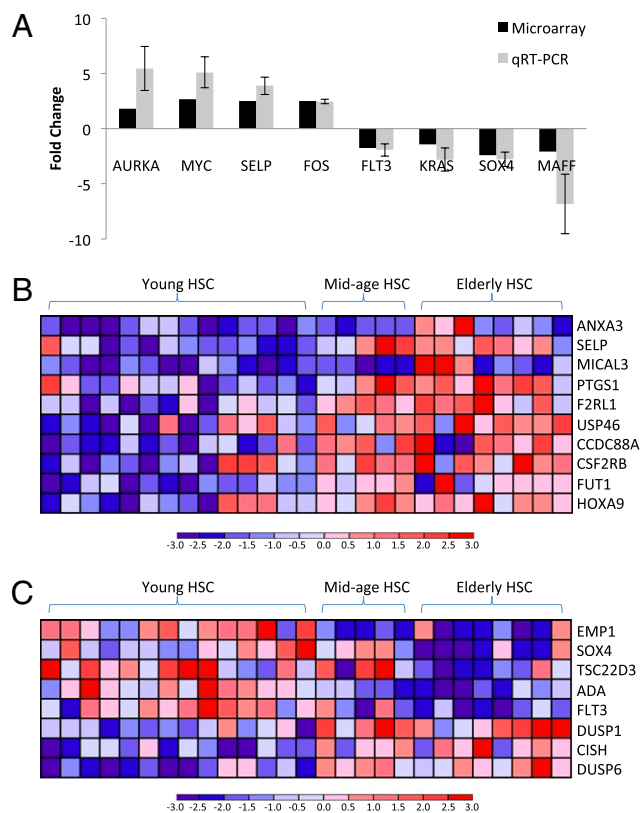 A
10
5
0
-5
-10
Fold Change
Microarray
qRT-PCR
AURKA MYC SELP FOS FLT3 KRAS SOX4 MAFF
B
Young HSC Mid-age HSC Elderly HSC
ANXA3
SELP
MICAL3
PTGS1
F2RL1
USP46
CCDC88A
CSF2RB
FUT1
HOXA9
-3.0 -2.5 -2.0 -1.5 -1.0 -0.5 0.0 0.5 1.0 1.5 2.0 2.5 3.0
C
Young HSC Mid-age HSC Elderly HSC
EMP1
SOX4
TSC22D3
ADA
FLT3
DUSP1
CISH
DUSP6
-3.0 -2.5 -2.0 -1.5 -1.0 -0.5 0.0 0.5 1.0 1.5 2.0 2.5 3.0